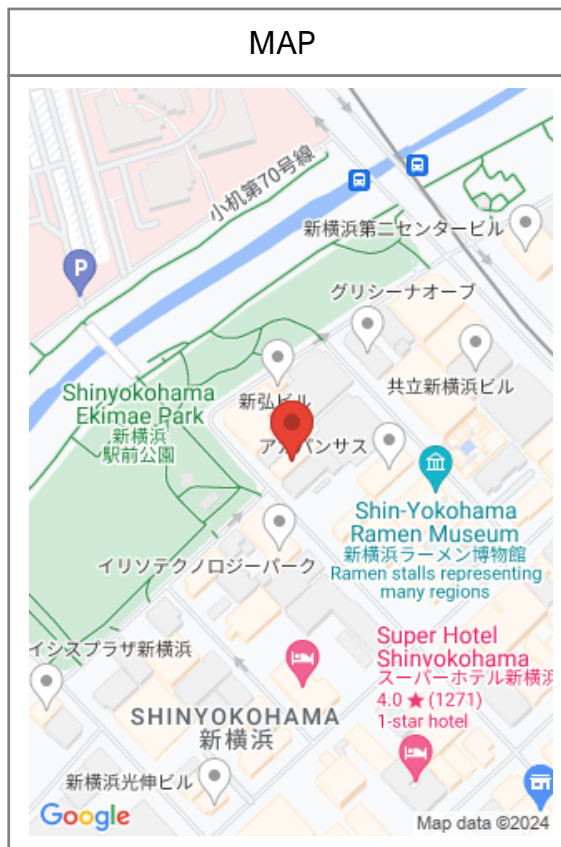 MAP
小机第70号線
新横浜第二センタービル
グリシーナオーブ
P
共立新横浜ビル
Shinyokohama
Ekimae Park
新横浜
駅前公園
新弘ビル
Shin-Yokohama
Ramen Museum
新横浜ラーメン博物館
Ramen stalls representing
many regions
イリソテクノロジーパーク
Super Hotel
Shinyokohama
スーパーホテル新横浜
4.0 ★ (1271)
1-star hotel
イシスプラザ新横浜
SHINYOKOHAMA
新横浜
新横浜光伸ビル
Google
Map data ©2024